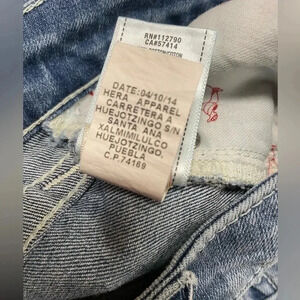 RN#112790
CA#57414
DATE:04/10/14
HERA APPAREL
CARRETERA A
HUEJOTZINGO S/N
SANTA ANA
XALMIMILULCO
HUEJOTZINGO,
PUEBLA
C.P.74169